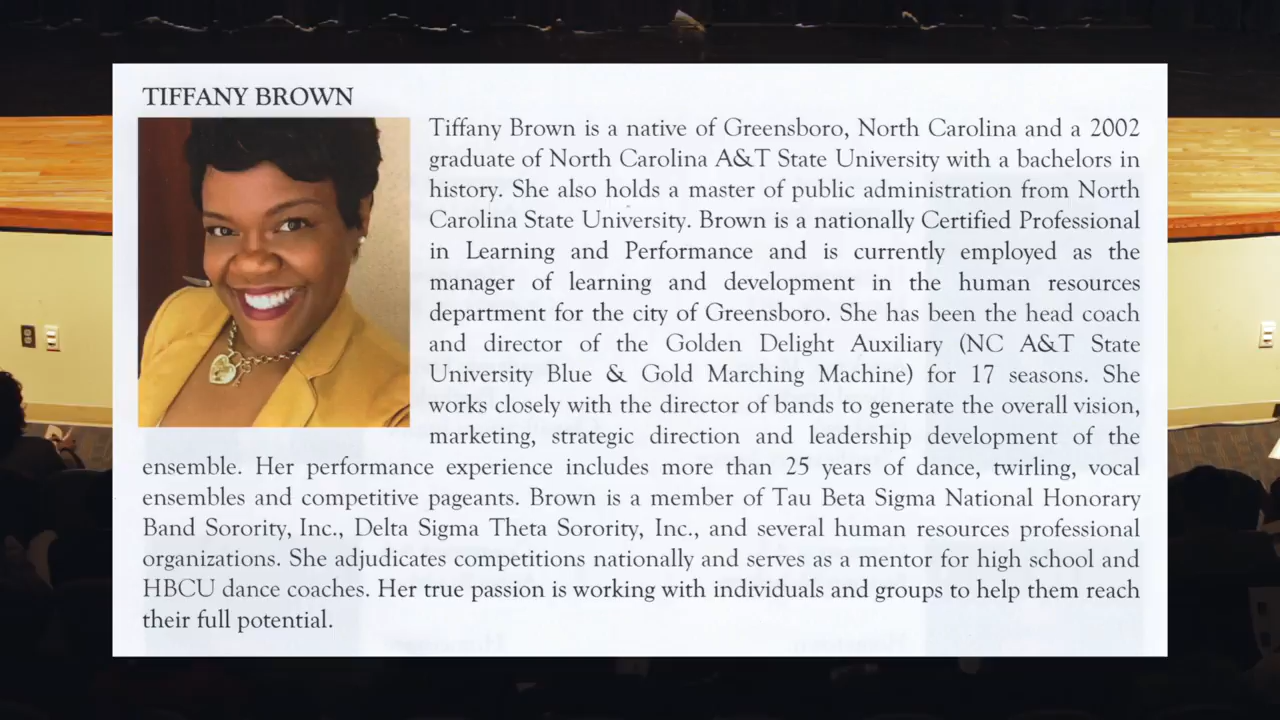 TIFFANY BROWN
Tiffany Brown is a native of Greensboro, North Carolina and a 2002
graduate of North Carolina A&T State University with a bachelors in
history. She also holds a master of public administration from North
Carolina State University. Brown is a nationally Certified Professional
in Learning and Performance and is currently employed as the
manager of learning and development in the human resources
department for the city of Greensboro. She has been the head coach
and director of the Golden Delight Auxiliary (NC A&T State
University Blue & Gold Marching Machine) for 17 seasons. She
works closely with the director of bands to generate the overall vision,
marketing, strategic direction and leadership development of the
ensemble. Her performance experience includes more than 25 years of dance, twirling, vocal
ensembles and competitive pageants. Brown is a member of Tau Beta Sigma National Honorary
Band Sorority, Inc., Delta Sigma Theta Sorority, Inc., and several human resources professional
organizations. She adjudicates competitions nationally and serves as a mentor for high school and
HBCU dance coaches. Her true passion is working with individuals and groups to help them reach
their full potential.